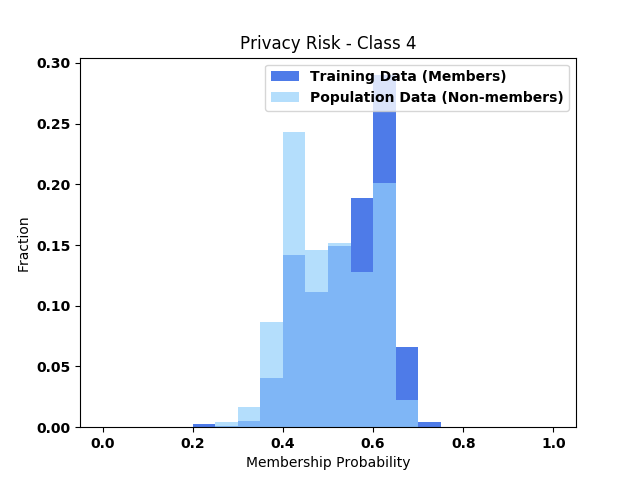 Privacy Risk - Class 4
Training Data (Members)
Population Data (Non-members)
0.30
0.25
0.20
0.15
0.10
0.05
0.00
Fraction
0.0 0.2 0.4 0.6 0.8 1.0
Membership Probability